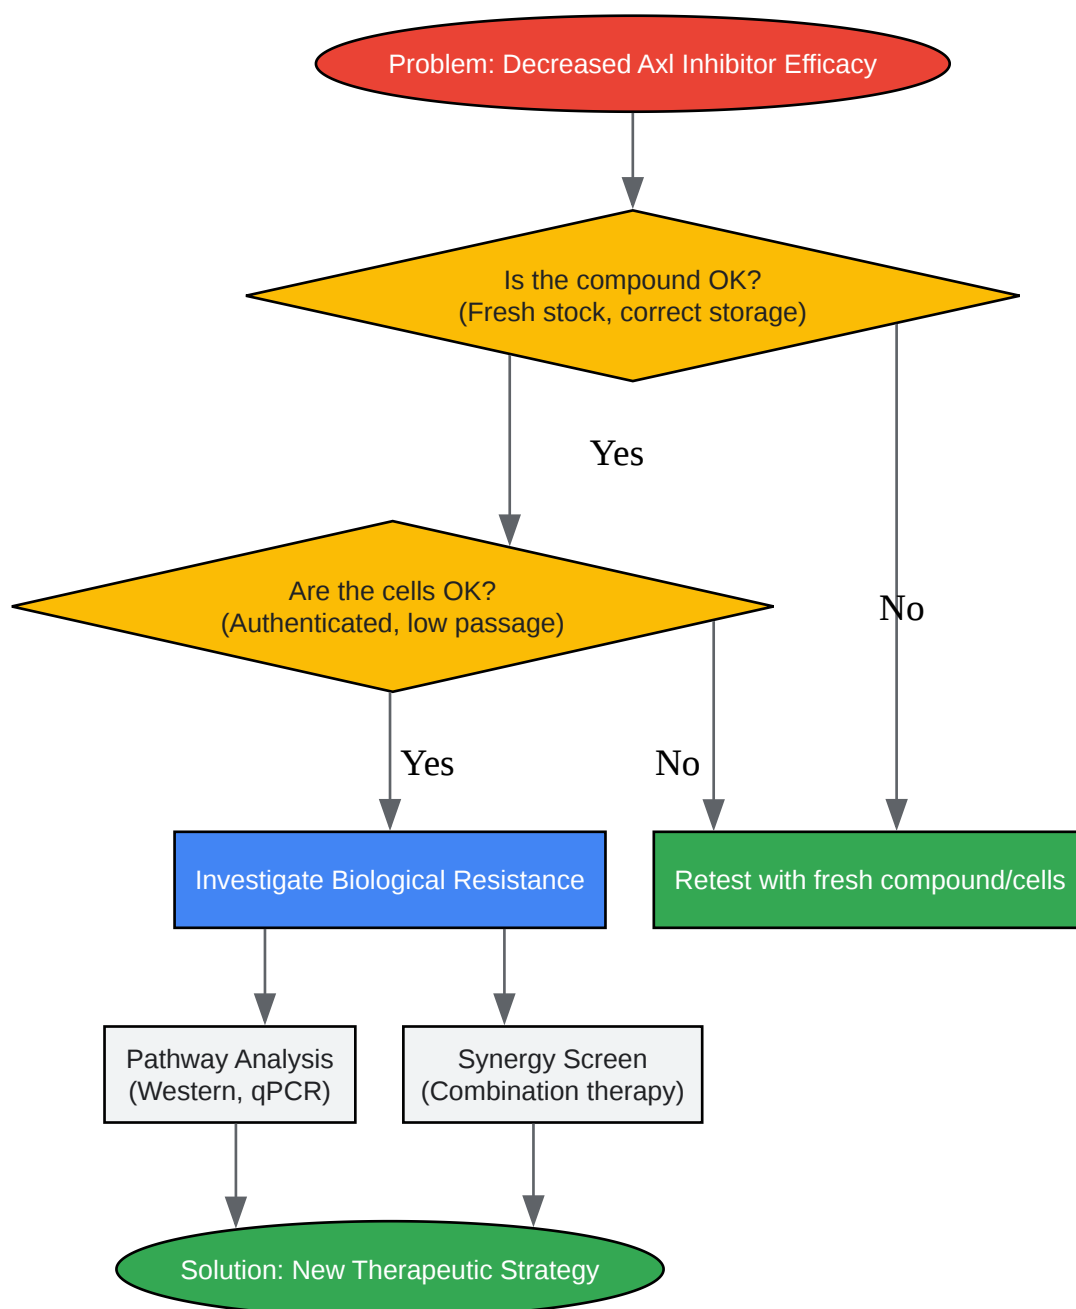 Problem: Decreased Axl Inhibitor Efficacy
Is the compound OK?
(Fresh stock, correct storage)
Yes
Are the cells OK?
(Authenticated, low passage)
No
Yes
No
Investigate Biological Resistance
Retest with fresh compound/cells
Pathway Analysis
(Western, qPCR)
Synergy Screen
(Combination therapy)
Solution: New Therapeutic Strategy